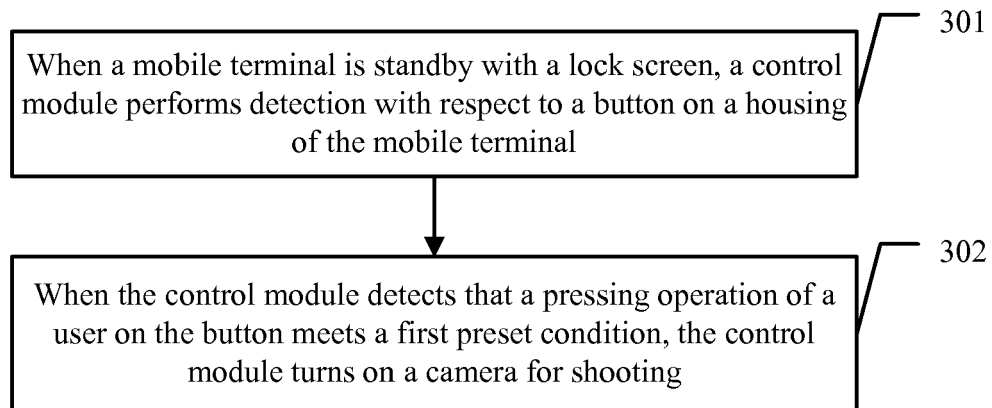 301
When a mobile terminal is standby with a lock screen, a control
module performs detection with respect to a button on a housing
of the mobile terminal
302
When the control module detects that a pressing operation of a
user on the button meets a first preset condition, the control
module turns on a camera for shooting